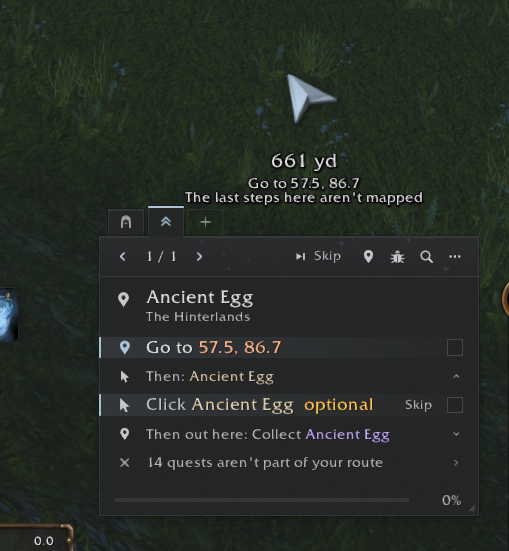 661 yd
Go to 57.5, 86.7
The last steps here aren't mapped
1 / 1
Skip
Ancient Egg
The Hinterlands
Go to 57.5, 86.7
Then: Ancient Egg
Click Ancient Egg optional Skip
Then out here: Collect Ancient Egg
14 quests aren't part of your route
0%
0.0